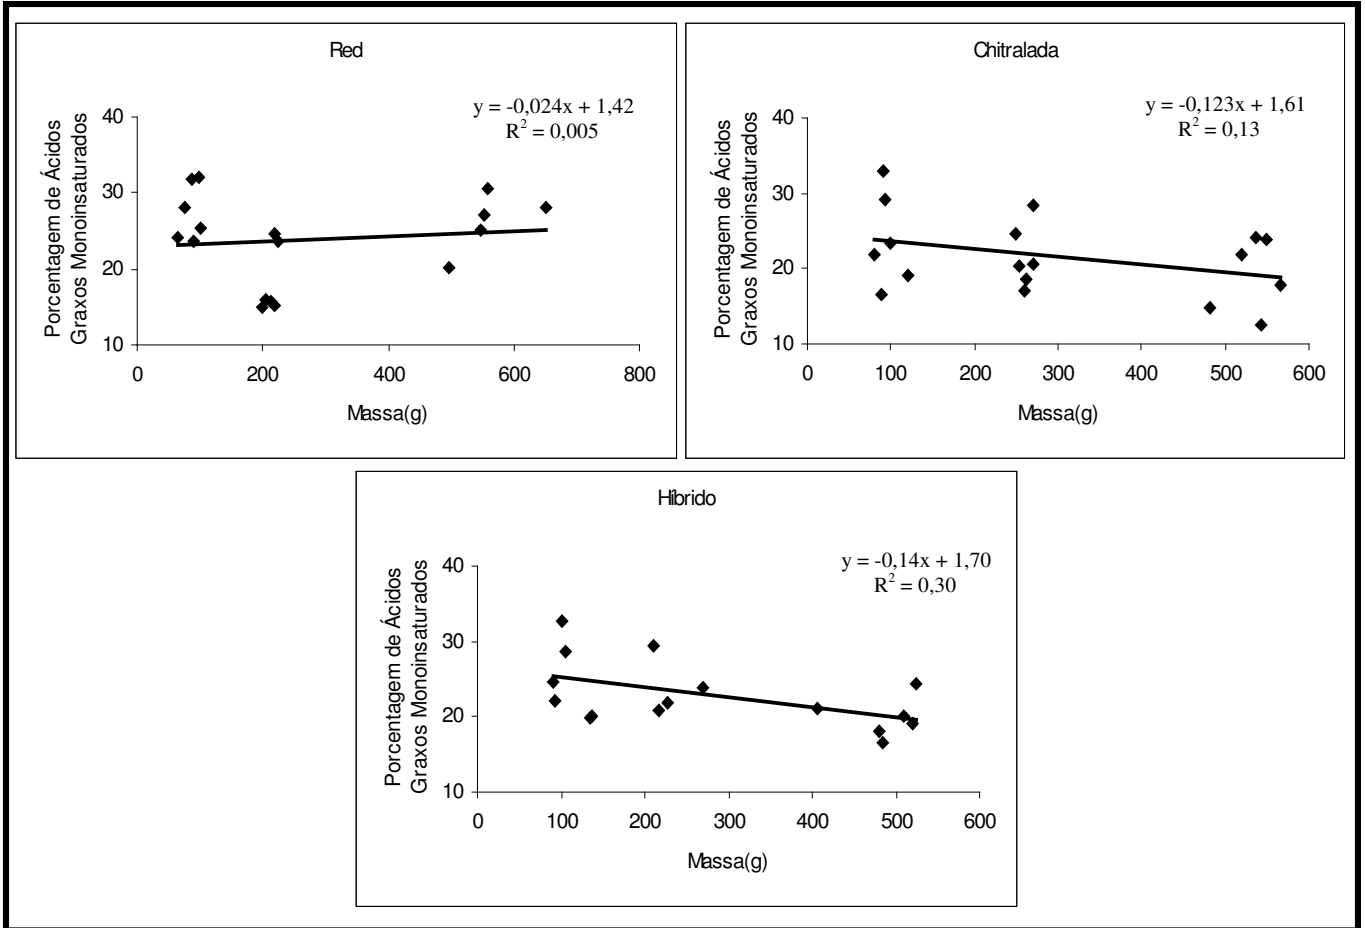 Red
y = -0,024x + 1,42
R² = 0,005
Porcentagem de Ácidos
Graxos Monoinsaturados
40
30
20
10
0 200 400 600 800
Massa(g)
Chitralada
y = -0,123x + 1,61
R² = 0,13
Porcentagem de Ácidos
Graxos Monoinsaturados
40
30
20
10
0 100 200 300 400 500 600
Massa(g)
Híbrido
y = -0,14x + 1,70
R² = 0,30
Porcentagem de Ácidos
Graxos Monoinsaturados
40
30
20
10
0 100 200 300 400 500 600
Massa(g)